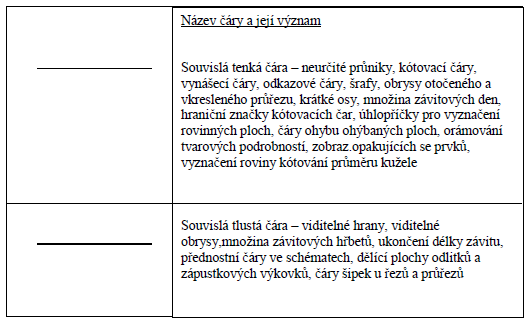 Název čáry a její význam
Souvislá tenká čára – neurčité průniky, kótovací čáry,
vynášecí čáry, odkazové čáry, šrafy, obrysy otočeného a
vkresleného průřezu, krátké osy, množina závitových den,
hraniční značky kótovacích čar, úhlopříčky pro vyznačení
rovinných ploch, čáry ohybu ohýbaných ploch, orámování
tvarových podrobností, zobraz.opakujících se prvků,
vyznačení roviny kótování průměru kužele
Souvislá tlustá čára – viditelné hrany, viditelné
obrysy,množina závitových hřbetů, ukončení délky závitu,
přednostní čáry ve schématech, dělící plochy odlitků a
zápustkových výkovků, čáry šipek u řezů a průřezů